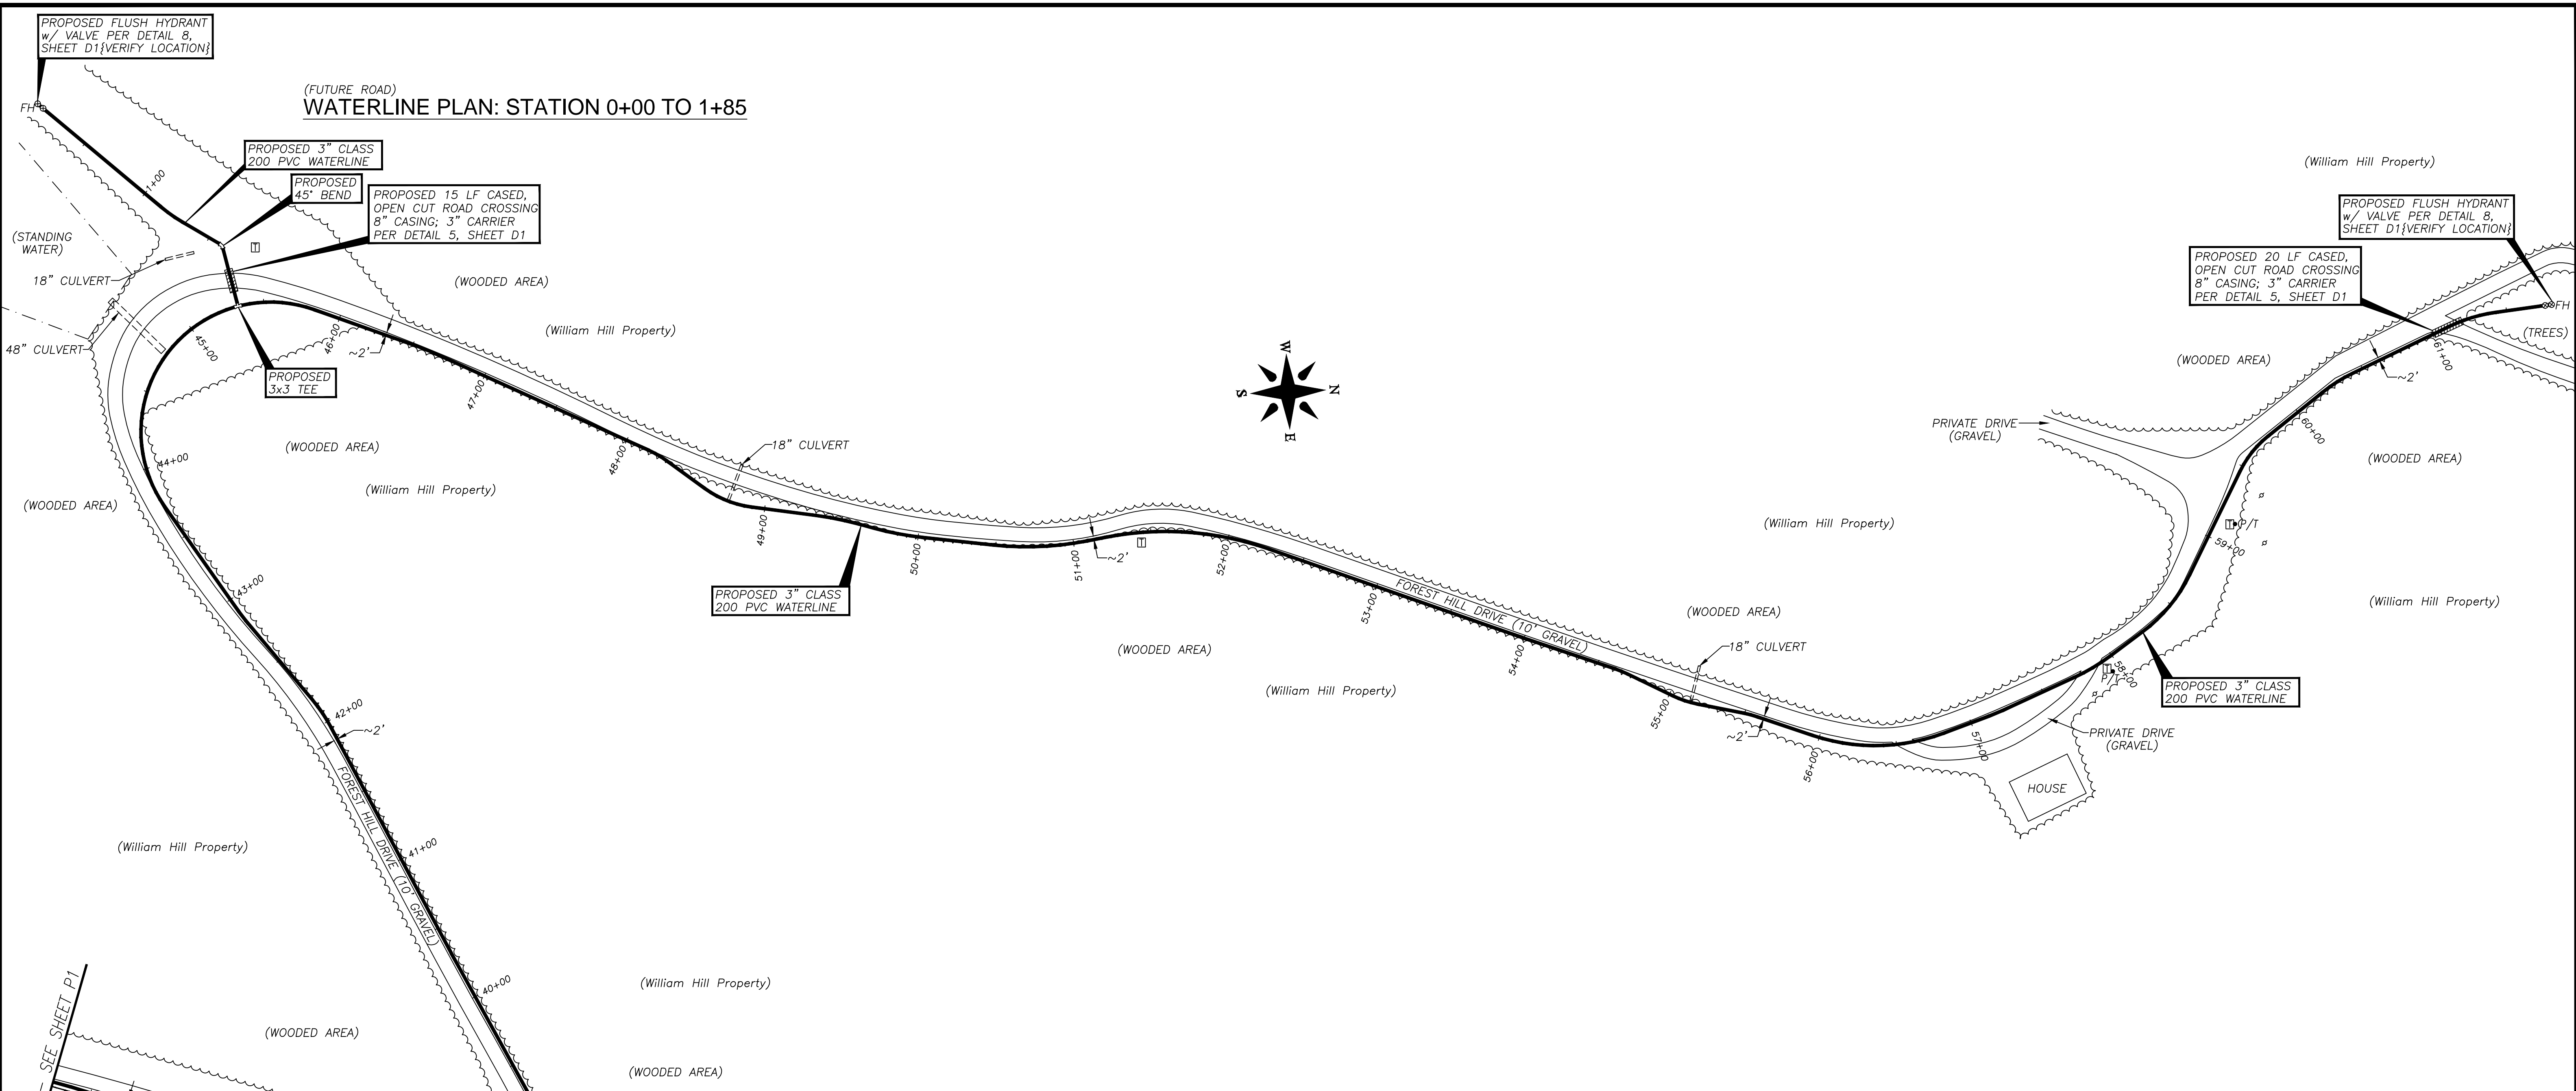 PROPOSED FLUSH HYDRANT
w/ VALVE PER DETAIL 8,
SHEET D1{VERIFY LOCATION}
FH
(FUTURE ROAD)
WATERLINE PLAN: STATION 0+00 TO 1+85
1+00
PROPOSED 3" CLASS
200 PVC WATERLINE
PROPOSED
45° BEND
PROPOSED 15 LF CASED,
OPEN CUT ROAD CROSSING
8" CASING; 3" CARRIER
PER DETAIL 5, SHEET D1
(STANDING
WATER)
T
18" CULVERT
48" CULVERT
(WOODED AREA)
(William Hill Property)
45+00
46+00
~2'
PROPOSED
3x3 TEE
47+00
(WOODED AREA)
44+00
(William Hill Property)
(WOODED AREA)
48+00
18" CULVERT
49+00
43+00
PROPOSED 3" CLASS
200 PVC WATERLINE
50+00
51+00
~2'
T
52+00
W
N
S
E
(WOODED AREA)
(William Hill Property)
53+00
FOREST HILL DRIVE (10' GRAVEL)
54+00
(William Hill Property)
(WOODED AREA)
18" CULVERT
55+00
~2'
56+00
57+00
PRIVATE DRIVE
(GRAVEL)
HOUSE
T
P/T
58+00
PROPOSED 3" CLASS
200 PVC WATERLINE
(William Hill Property)
59+00
T
P/T
(WOODED AREA)
60+00
PRIVATE DRIVE
(GRAVEL)
(WOODED AREA)
~2'
61+00
(TREES)
FH
PROPOSED 20 LF CASED,
OPEN CUT ROAD CROSSING
8" CASING; 3" CARRIER
PER DETAIL 5, SHEET D1
PROPOSED FLUSH HYDRANT
w/ VALVE PER DETAIL 8,
SHEET D1{VERIFY LOCATION}
(William Hill Property)
42+00
~2'
FOREST HILL DRIVE (10' GRAVEL)
41+00
(William Hill Property)
40+00
(William Hill Property)
(WOODED AREA)
(WOODED AREA)
SEE SHEET P1